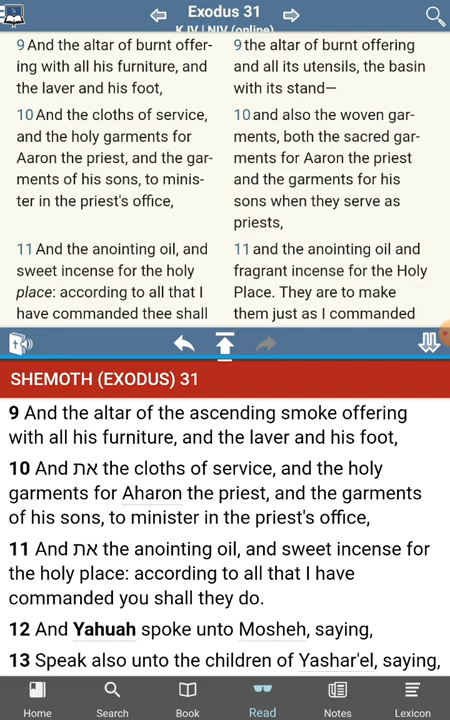 Exodus 31
KJV | NIV (online)
9 And the altar of burnt offer-
ing with all his furniture, and
the laver and his foot,
10 And the cloths of service,
and the holy garments for
Aaron the priest, and the gar-
ments of his sons, to minis-
ter in the priest's office,
11 And the anointing oil, and
sweet incense for the holy
place: according to all that I
have commanded thee shall
9 the altar of burnt offering
and all its utensils, the basin
with its stand—
10 and also the woven gar-
ments, both the sacred gar-
ments for Aaron the priest
and the garments for his
sons when they serve as
priests,
11 and the anointing oil and
fragrant incense for the Holy
Place. They are to make
them just as I commanded
SHEMOTH (EXODUS) 31
9 And the altar of the ascending smoke offering
with all his furniture, and the laver and his foot,
10 And את the cloths of service, and the holy
garments for Aharon the priest, and the garments
of his sons, to minister in the priest's office,
11 And את the anointing oil, and sweet incense for
the holy place: according to all that I have
commanded you shall they do.
12 And Yahuah spoke unto Mosheh, saying,
13 Speak also unto the children of Yashar'el, saying,
Home
Search
Book
Read
Notes
Lexicon